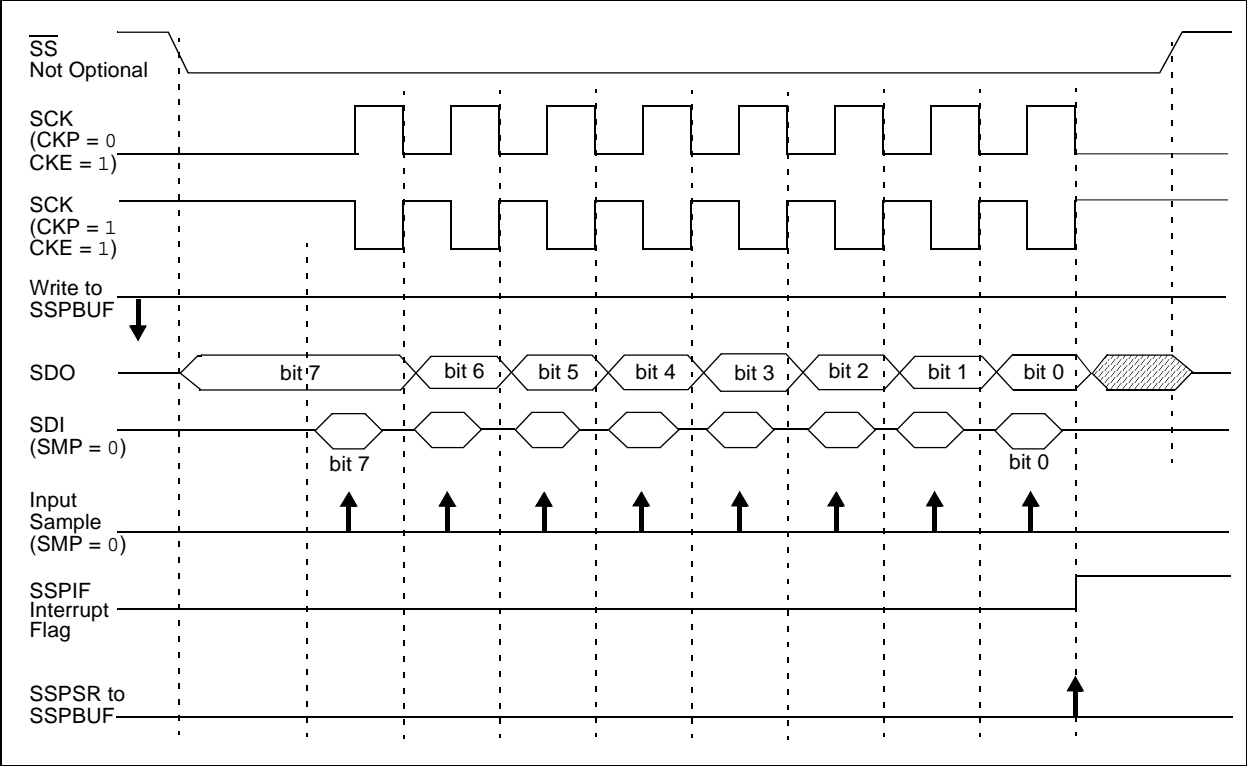 SS
Not Optional
SCK
(CKP = 0
CKE = 1)
SCK
(CKP = 1
CKE = 1)
Write to
SSPBUF
SDO
bit 7 bit 6 bit 5 bit 4 bit 3 bit 2 bit 1 bit 0
SDI
(SMP = 0)
bit 7 bit 0
Input
Sample
(SMP = 0)
SSPIF
Interrupt
Flag
SSPSR to
SSPBUF